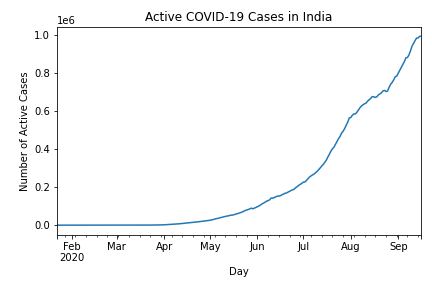 Active COVID-19 Cases in India
1e6
1.0
0.8
0.6
0.4
0.2
0.0
Number of Active Cases
Feb Mar Apr May Jun Jul Aug Sep
2020
Day